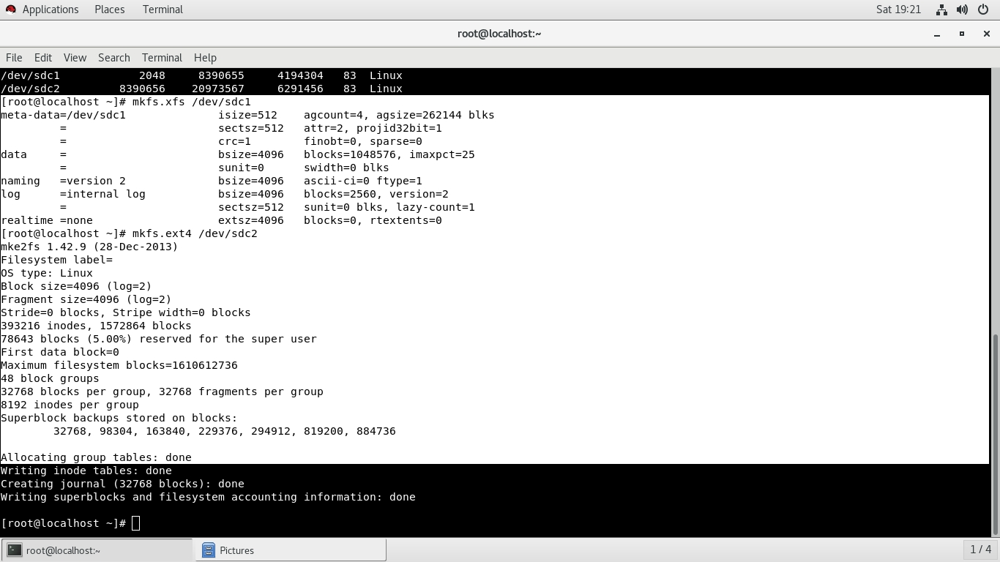 Applications Places Terminal Sat 19:21
root@localhost:~
File Edit View Search Terminal Help
/dev/sdc1            2048     8390655     4194304   83  Linux
/dev/sdc2         8390656    20973567     6291456   83  Linux
[root@localhost ~]# mkfs.xfs /dev/sdc1
meta-data=/dev/sdc1              isize=512    agcount=4, agsize=262144 blks
         =                       sectsz=512   attr=2, projid32bit=1
         =                       crc=1        finobt=0, sparse=0
data     =                       bsize=4096   blocks=1048576, imaxpct=25
         =                       sunit=0      swidth=0 blks
naming   =version 2              bsize=4096   ascii-ci=0 ftype=1
log      =internal log           bsize=4096   blocks=2560, version=2
         =                       sectsz=512   sunit=0 blks, lazy-count=1
realtime =none                   extsz=4096   blocks=0, rtextents=0
[root@localhost ~]# mkfs.ext4 /dev/sdc2
mke2fs 1.42.9 (28-Dec-2013)
Filesystem label=
OS type: Linux
Block size=4096 (log=2)
Fragment size=4096 (log=2)
Stride=0 blocks, Stripe width=0 blocks
393216 inodes, 1572864 blocks
78643 blocks (5.00%) reserved for the super user
First data block=0
Maximum filesystem blocks=1610612736
48 block groups
32768 blocks per group, 32768 fragments per group
8192 inodes per group
Superblock backups stored on blocks:
        32768, 98304, 163840, 229376, 294912, 819200, 884736
Allocating group tables: done
Writing inode tables: done
Creating journal (32768 blocks): done
Writing superblocks and filesystem accounting information: done
[root@localhost ~]#
root@localhost:~ Pictures 1 / 4